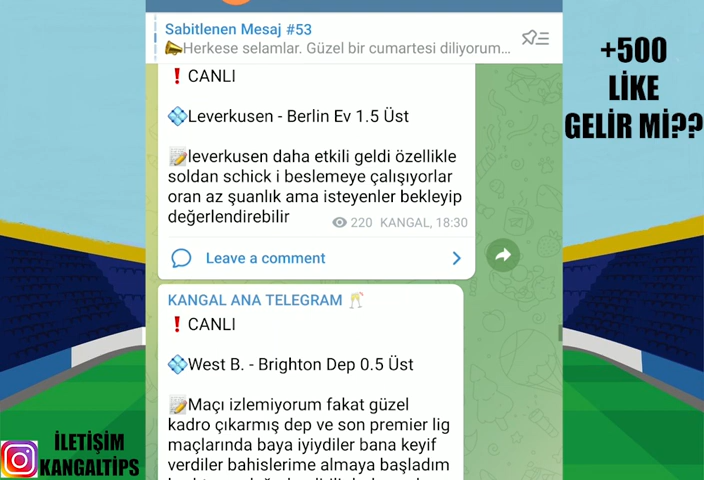 Sabitlenen Mesaj #53
Herkese selamlar. Güzel bir cumartesi diliyorum...
+500
LİKE
GELİR Mİ??
CANLI
Leverkusen - Berlin Ev 1.5 Üst
leverkusen daha etkili geldi özellikle
soldan schick i beslemeye çalışıyorlar
oran az şuanlık ama isteyenler bekleyip
değerlendirebilir
220 KANGAL, 18:30
Leave a comment
KANGAL ANA TELEGRAM
CANLI
West B. - Brighton Dep 0.5 Üst
Maçı izlemiyorum fakat güzel
kadro çıkarmış dep ve son premier lig
maçlarında baya iyiydiler bana keyif
verdiler bahislerime almaya başladım
İLETİŞİM
KANGALTİPS